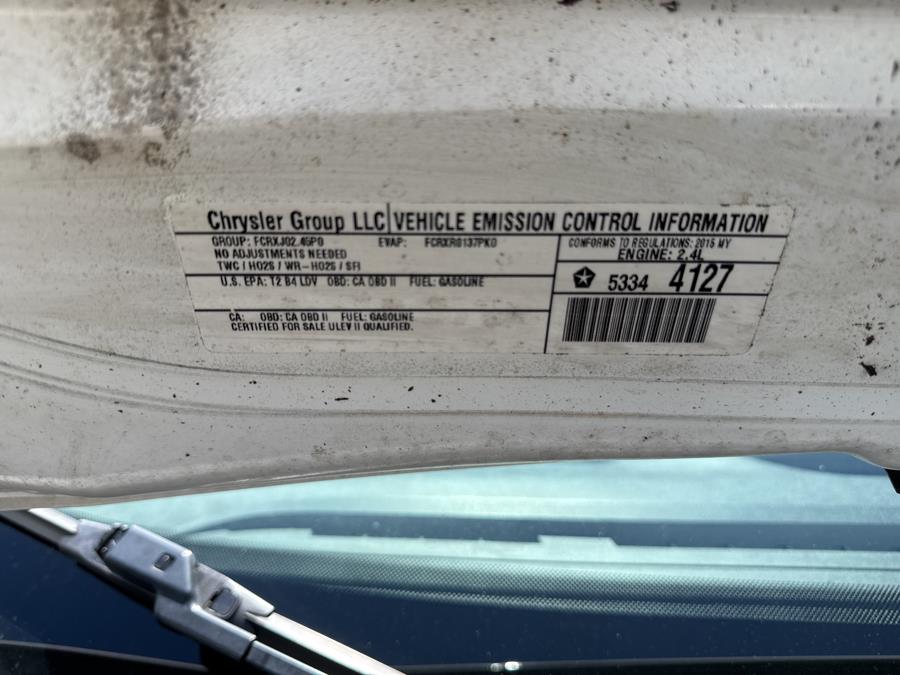 Chrysler Group LLC VEHICLE EMISSION CONTROL INFORMATION
GROUP: FCRXJ02.45P0 EVAP: FCRXR0137PK0
NO ADJUSTMENTS NEEDED
TWC / HO2S / WR-HO2S / SFI
CONFORMS TO REGULATIONS: 2015 MY
ENGINE: 2.4L
U.S. EPA: T2 B4 LDV OBD: CA OBD II FUEL: GASOLINE
5334 4127
CA: OBD: CA OBD II FUEL: GASOLINE
CERTIFIED FOR SALE ULEV II QUALIFIED.